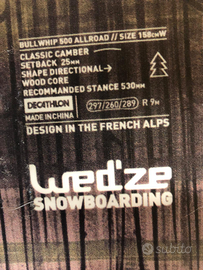 BULLWHIP 500 ALLROAD // SIZE 158cmW
CLASSIC CAMBER
SETBACK 25mm
SHAPE DIRECTIONAL →
WOOD CORE
RECOMMANDED STANCE 530mm
DECATHLON 297/260/289 R 9M
MADE IN CHINA
DESIGN IN THE FRENCH ALPS
Wed'ze
SNOWBOARDING
subito